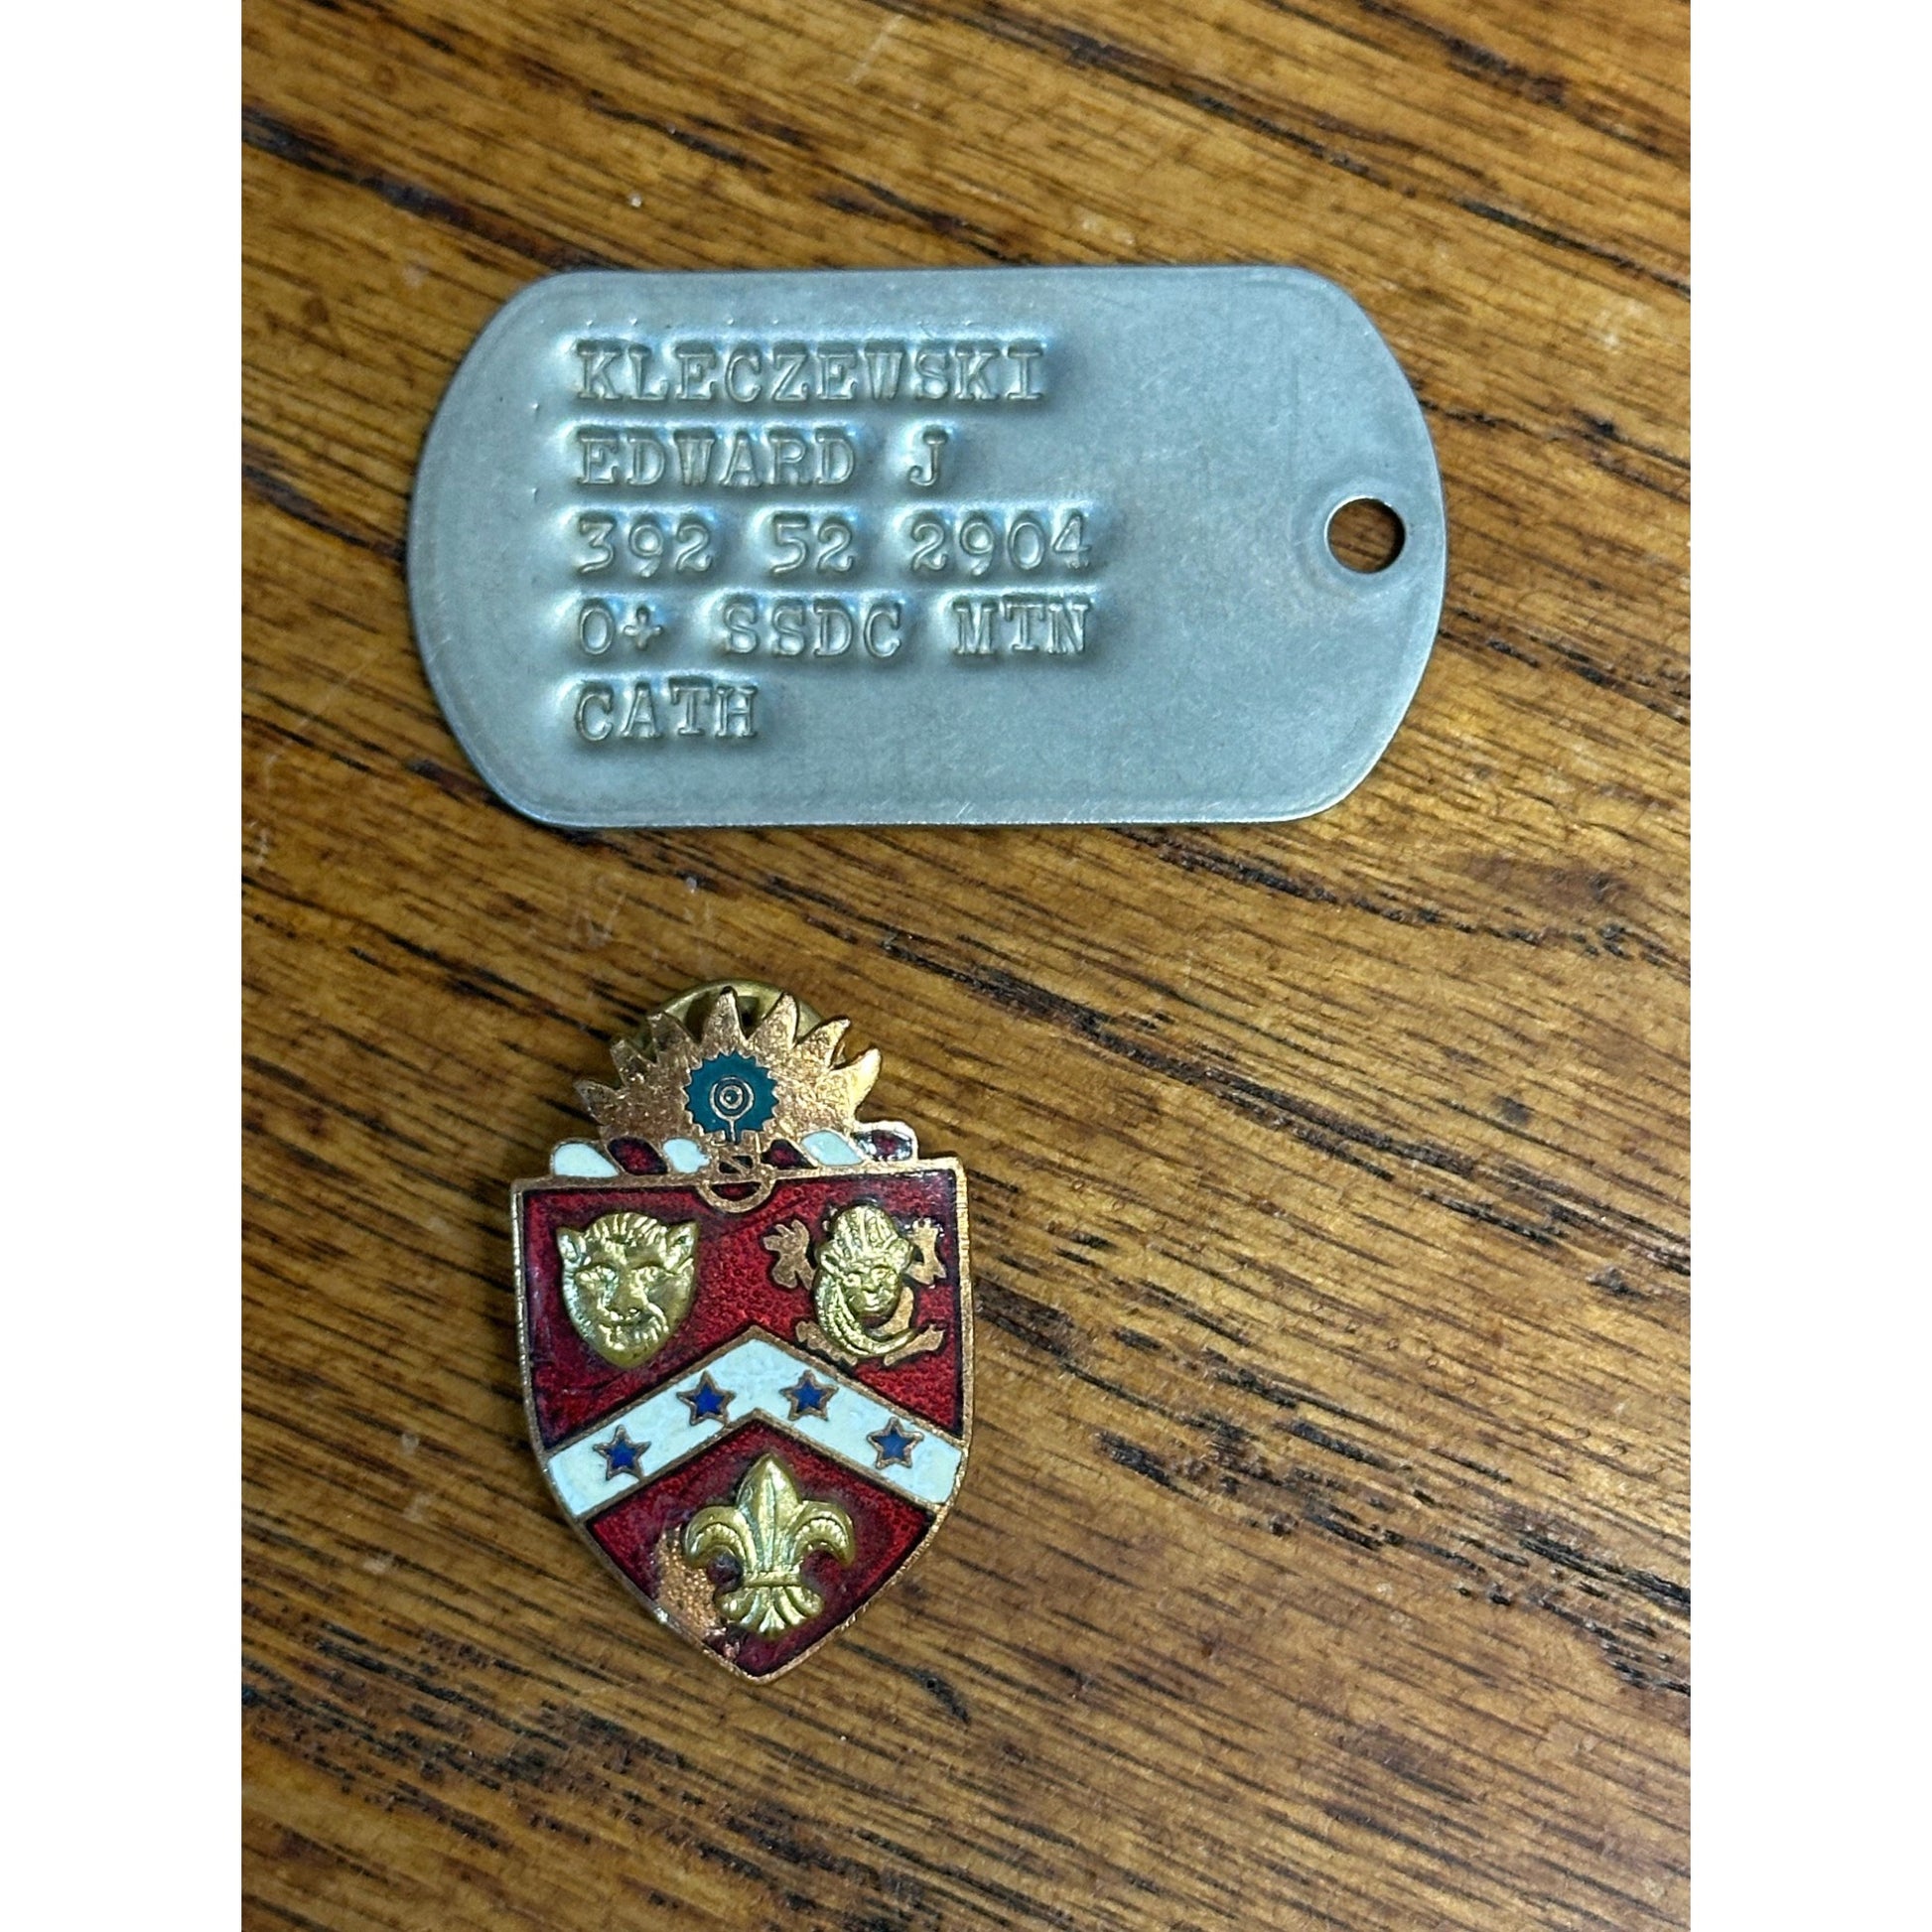 KLECZEWSKI
EDWARD J
392 52 2904
O+ SSDC MTN
CATH